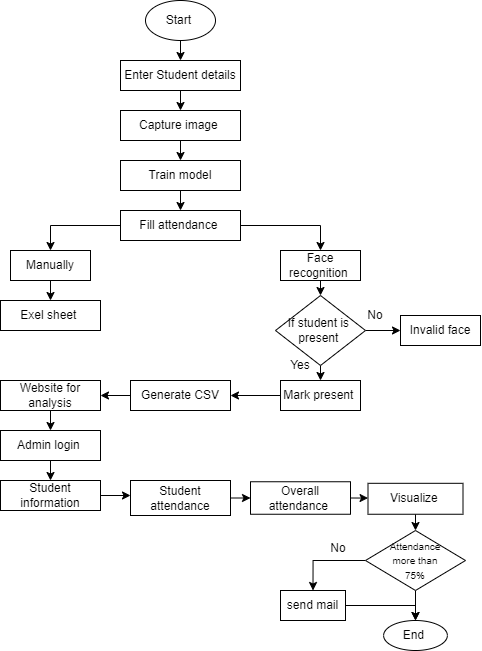 Start
Enter Student details
Capture image
Train model
Fill attendance
Manually
Face
recognition
Exel sheet
If student is
present
No
Invalid face
Yes
Website for
analysis
Generate CSV
Mark present
Admin login
Student
information
Student
attendance
Overall
attendance
Visualize
No
Attendance
more than
75%
send mail
End